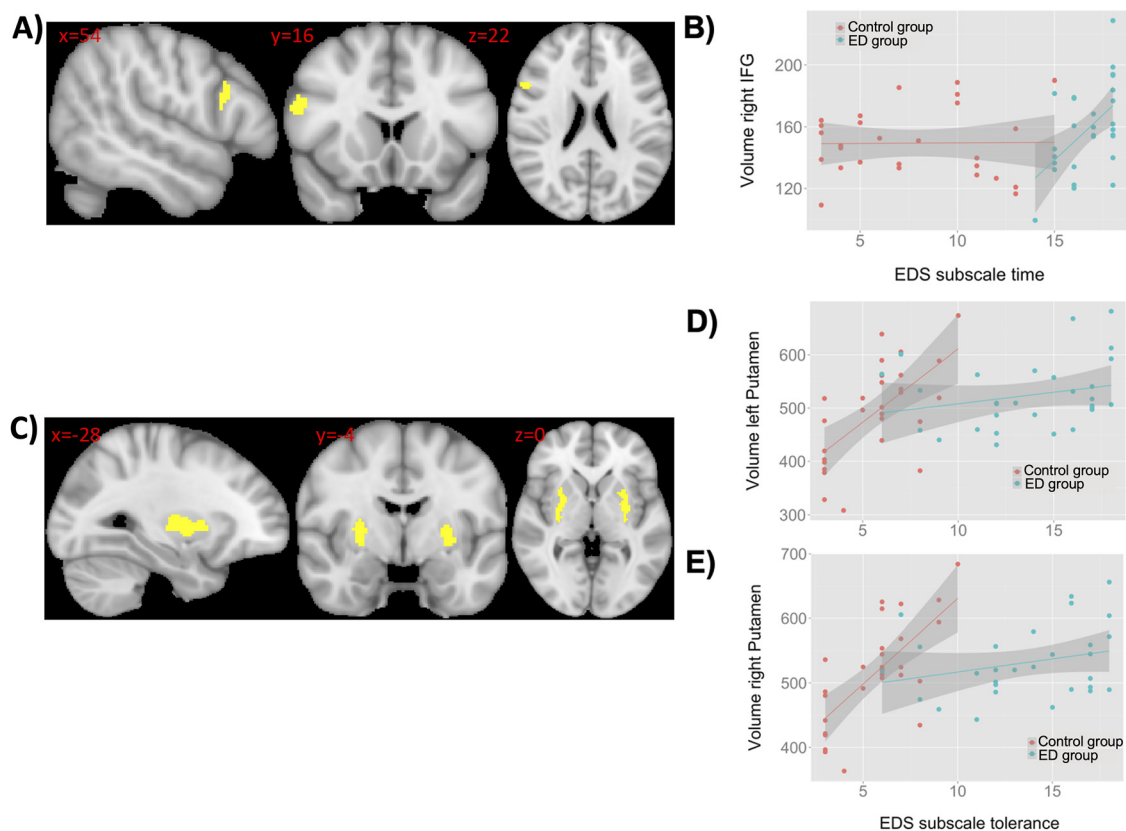 A)
x=54
y=16
z=22
B)
Control group
ED group
Volume right IFG
200
160
120
5
10
15
EDS subscale time
C)
x=-28
y=-4
z=0
D)
Volume left Putamen
600
500
400
300
Control group
ED group
5
10
15
E)
Volume right Putamen
700
600
500
400
Control group
ED group
5
10
15
EDS subscale tolerance